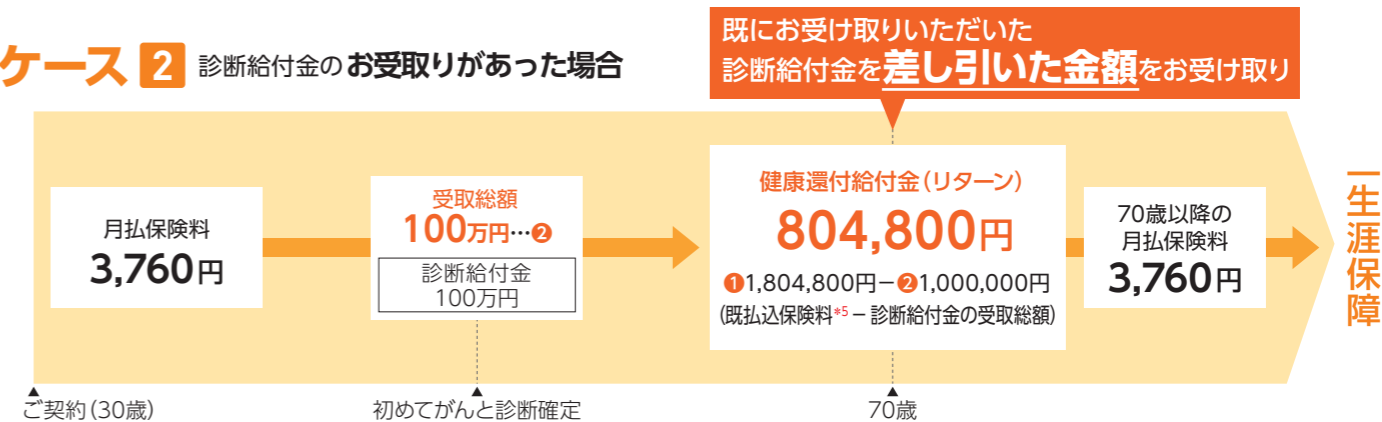 ケース 2 診断給付金のお受取りがあった場合
既にお受け取りいただいた
診断給付金を差し引いた金額をお受け取り
月払保険料
3,760円
受取総額
100万円…❷
診断給付金
100万円
健康還付給付金（リターン）
804,800円
❶1,804,800円－❷1,000,000円
（既払込保険料*5－診断給付金の受取総額）
70歳以降の
月払保険料
3,760円
一生涯保障
▲
ご契約（30歳）
▲
初めてがんと診断確定
▲
70歳